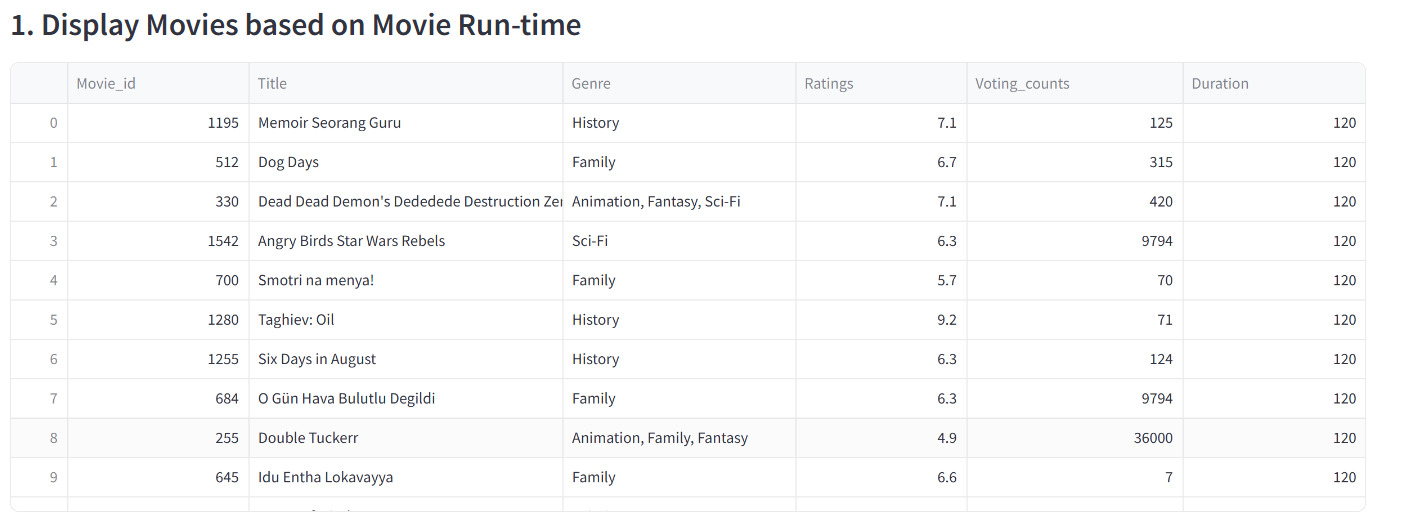 1. Display Movies based on Movie Run-time
Movie_id Title Genre Ratings Voting_counts Duration
0 1195 Memoir Seorang Guru History 7.1 125 120
1 512 Dog Days Family 6.7 315 120
2 330 Dead Dead Demon's Dededede Destruction Animation, Fantasy, Sci-Fi 7.1 420 120
3 1542 Angry Birds Star Wars Rebels Sci-Fi 6.3 9794 120
4 700 Smotri na menya! Family 5.7 70 120
5 1280 Taghiev: Oil History 9.2 71 120
6 1255 Six Days in August History 6.3 124 120
7 684 O Gün Hava Bulutlu Degildi Family 6.3 9794 120
8 255 Double Tuckerr Animation, Family, Fantasy 4.9 36000 120
9 645 Idu Entha Lokavayya Family 6.6 7 120